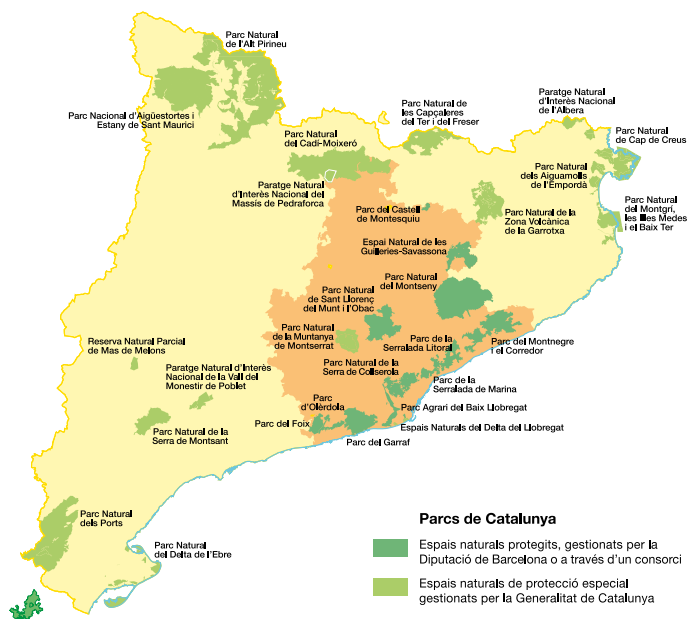 Parc Natural
de l'Alt Pirineu
Parc Nacional d'Aigüestortes i
Estany de Sant Maurici
Parc Natural de
les Capçaleres
del Ter i del Freser
Paratge Natural
d'Interès Nacional
de l'Albera
Parc Natural
de Cap de Creus
Parc Natural
del Cadí-Moixeró
Parc Natural
dels Aiguamolls
de l'Empordà
Paratge Natural
d'Interès Nacional del
Massís de Pedraforca
Parc Natural
del Montgrí,
les Illes Medes
i el Baix Ter
Parc del Castell
de Montesquiu
Parc Natural de la
Zona Volcànica
de la Garrotxa
Espai Natural de les
Guilleries-Savassona
Parc Natural
del Montseny
Parc Natural
de Sant Llorenç
del Munt i l'Obac
Parc Natural
de la Muntanya
de Montserrat
Parc de la
Serralada Litoral
Parc del Montnegre
i el Corredor
Reserva Natural Parcial
de Mas de Melons
Paratge Natural d'Interès
Nacional de la Vall del
Monestir de Poblet
Parc Natural de la
Serra de Collserola
Parc de la
Serralada de Marina
Parc
d'Olèrdola
Parc Agrari del Baix Llobregat
Parc del Foix
Espais Naturals del Delta del Llobregat
Parc Natural de la
Serra de Montsant
Parc del Garraf
Parc Natural
dels Ports
Parc Natural
del Delta de l'Ebre
Parcs de Catalunya
Espais naturals protegits, gestionats per la
Diputació de Barcelona o a través d'un consorci
Espais naturals de protecció especial
gestionats per la Generalitat de Catalunya